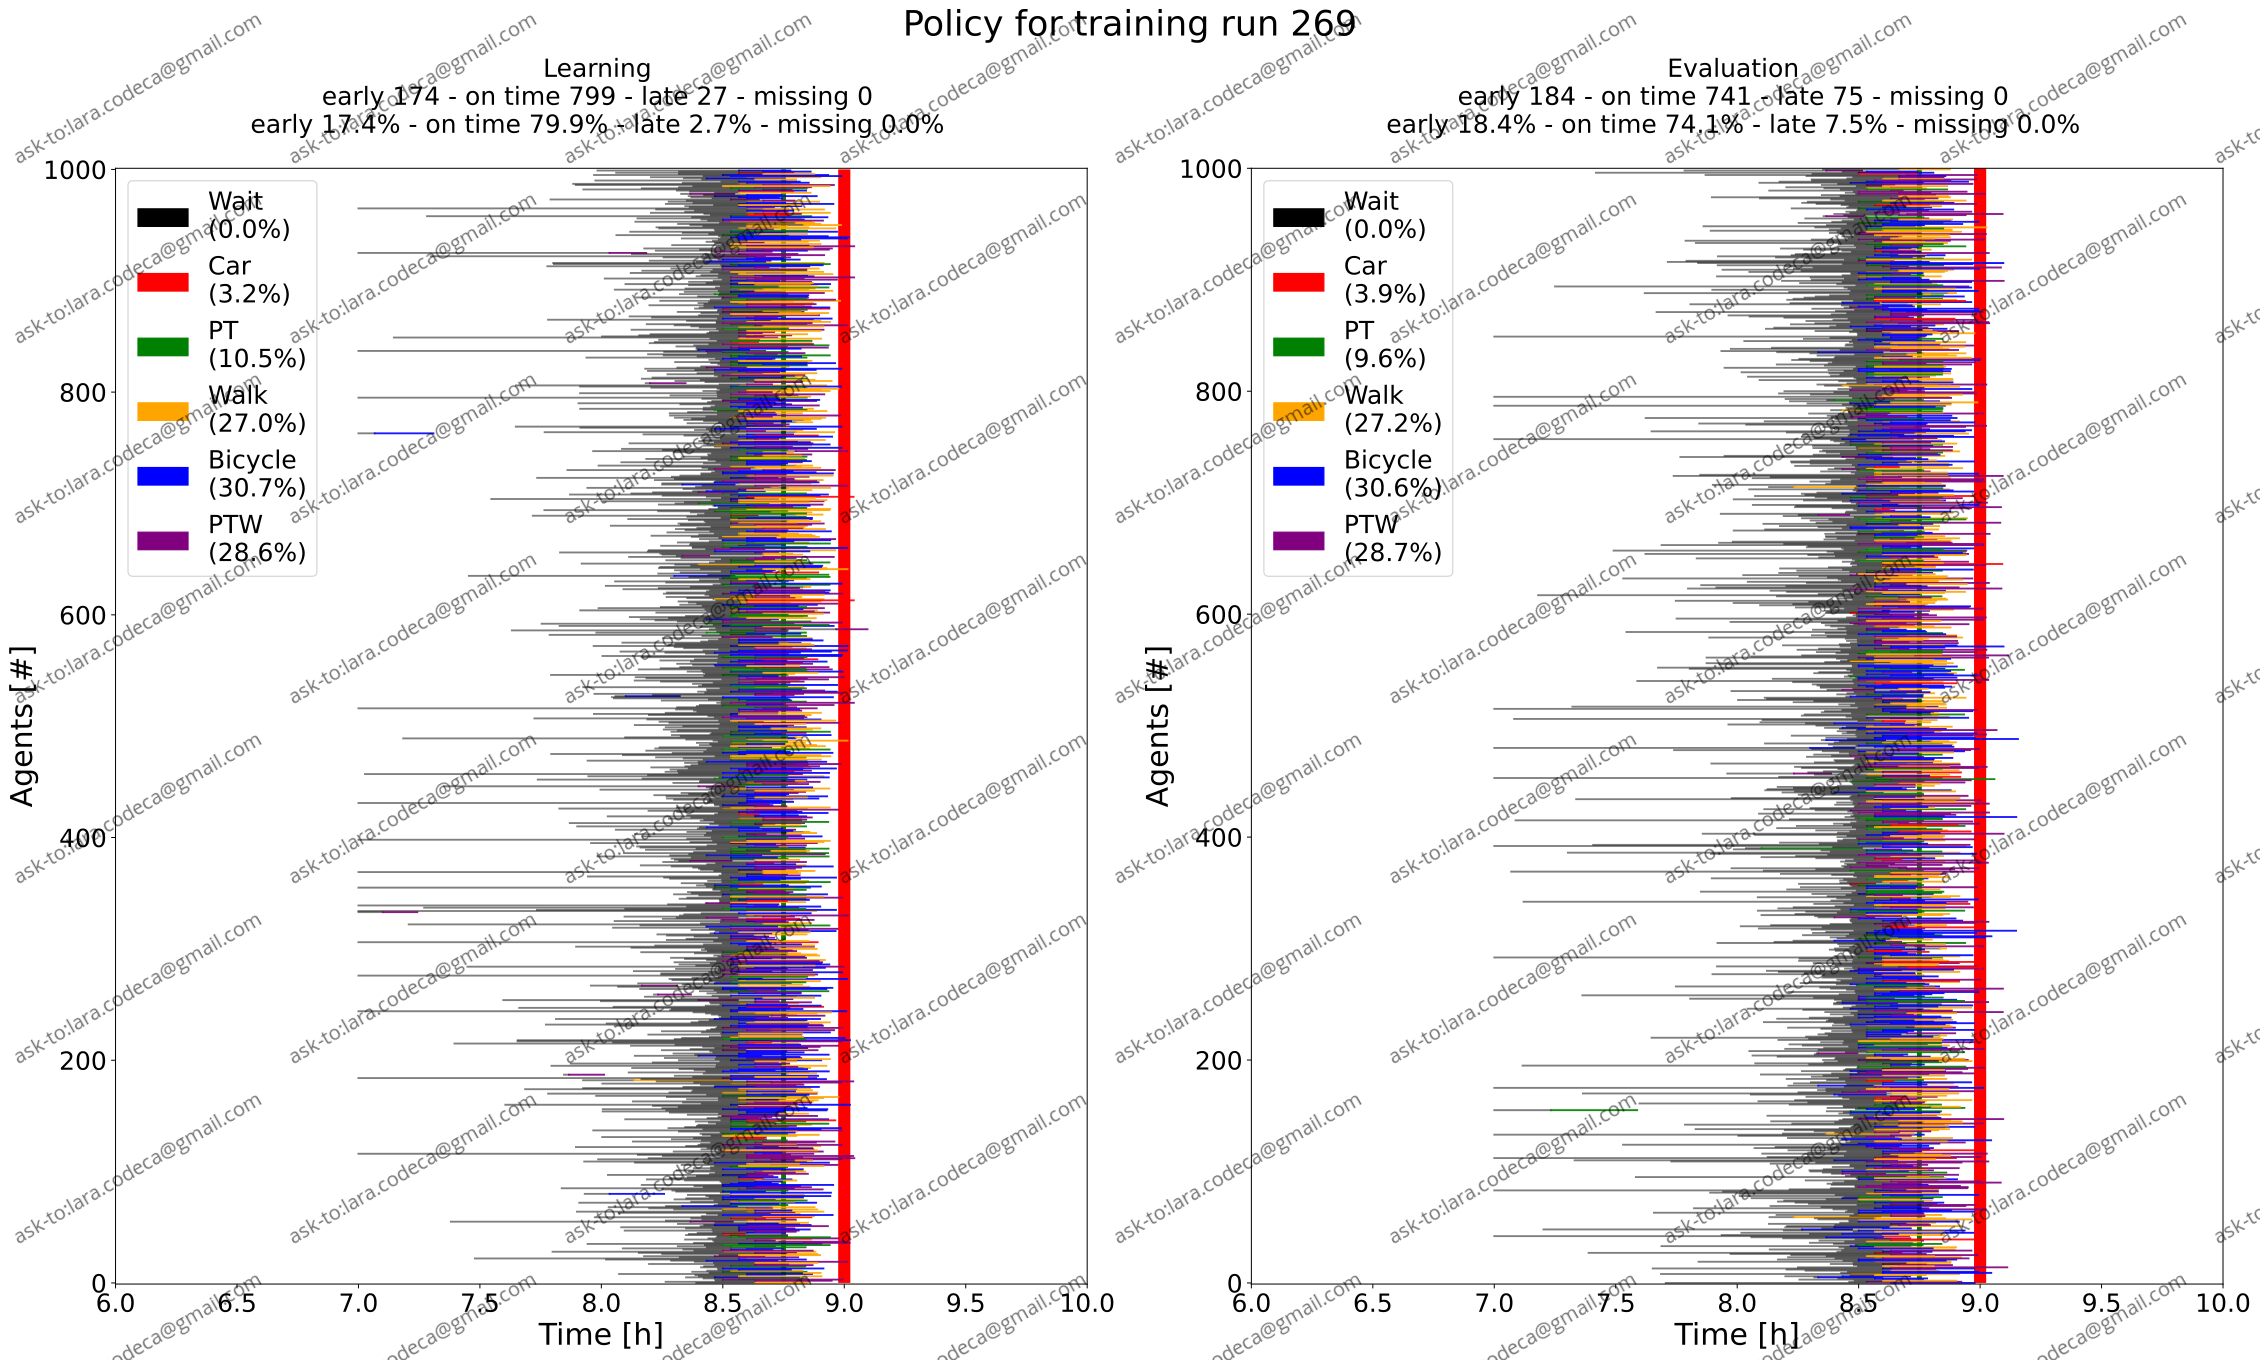 Policy for training run 269
Learning
early 174 - on time 799 - late 27 - missing 0
early 17.4% - on time 79.9% - late 2.7% - missing 0.0%
Wait
(0.0%)
Car
(3.2%)
PT
(10.5%)
Walk
(27.0%)
Bicycle
(30.7%)
PTW
(28.6%)
1000
800
600
400
200
0
Agents [#]
6.0 6.5 7.0 7.5 8.0 8.5 9.0 9.5 10.0
Time [h]
Evaluation
early 184 - on time 741 - late 75 - missing 0
early 18.4% - on time 74.1% - late 7.5% - missing 0.0%
Wait
(0.0%)
Car
(3.9%)
PT
(9.6%)
Walk
(27.2%)
Bicycle
(30.6%)
PTW
(28.7%)
1000
800
600
400
200
0
Agents [#]
6.0 6.5 7.0 7.5 8.0 8.5 9.0 9.5 10.0
Time [h]
ask-to:lara.codeca@gmail.com